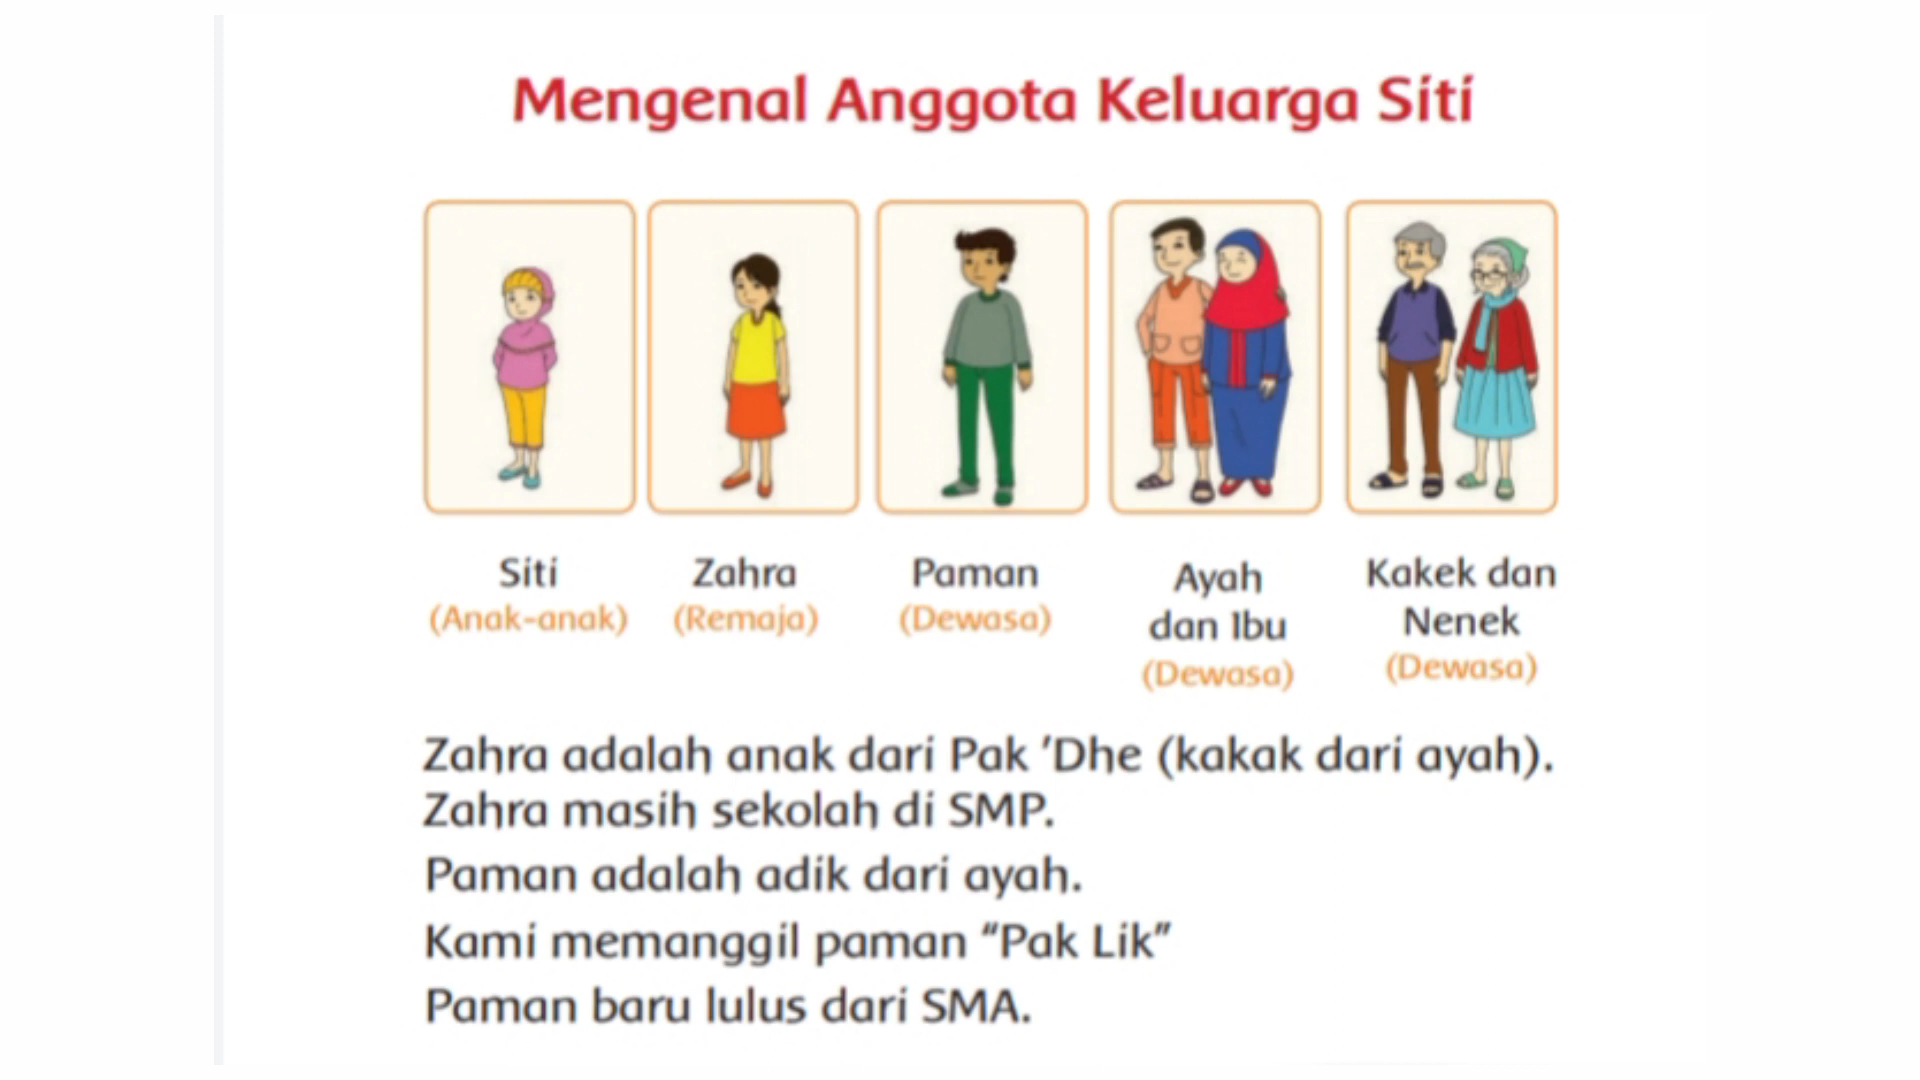 Mengenal Anggota Keluarga Siti
Siti
(Anak-anak)
Zahra
(Remaja)
Paman
(Dewasa)
Ayah
dan Ibu
(Dewasa)
Kakek dan
Nenek
(Dewasa)
Zahra adalah anak dari Pak ’Dhe (kakak dari ayah).
Zahra masih sekolah di SMP.
Paman adalah adik dari ayah.
Kami memanggil paman “Pak Lik”
Paman baru lulus dari SMA.